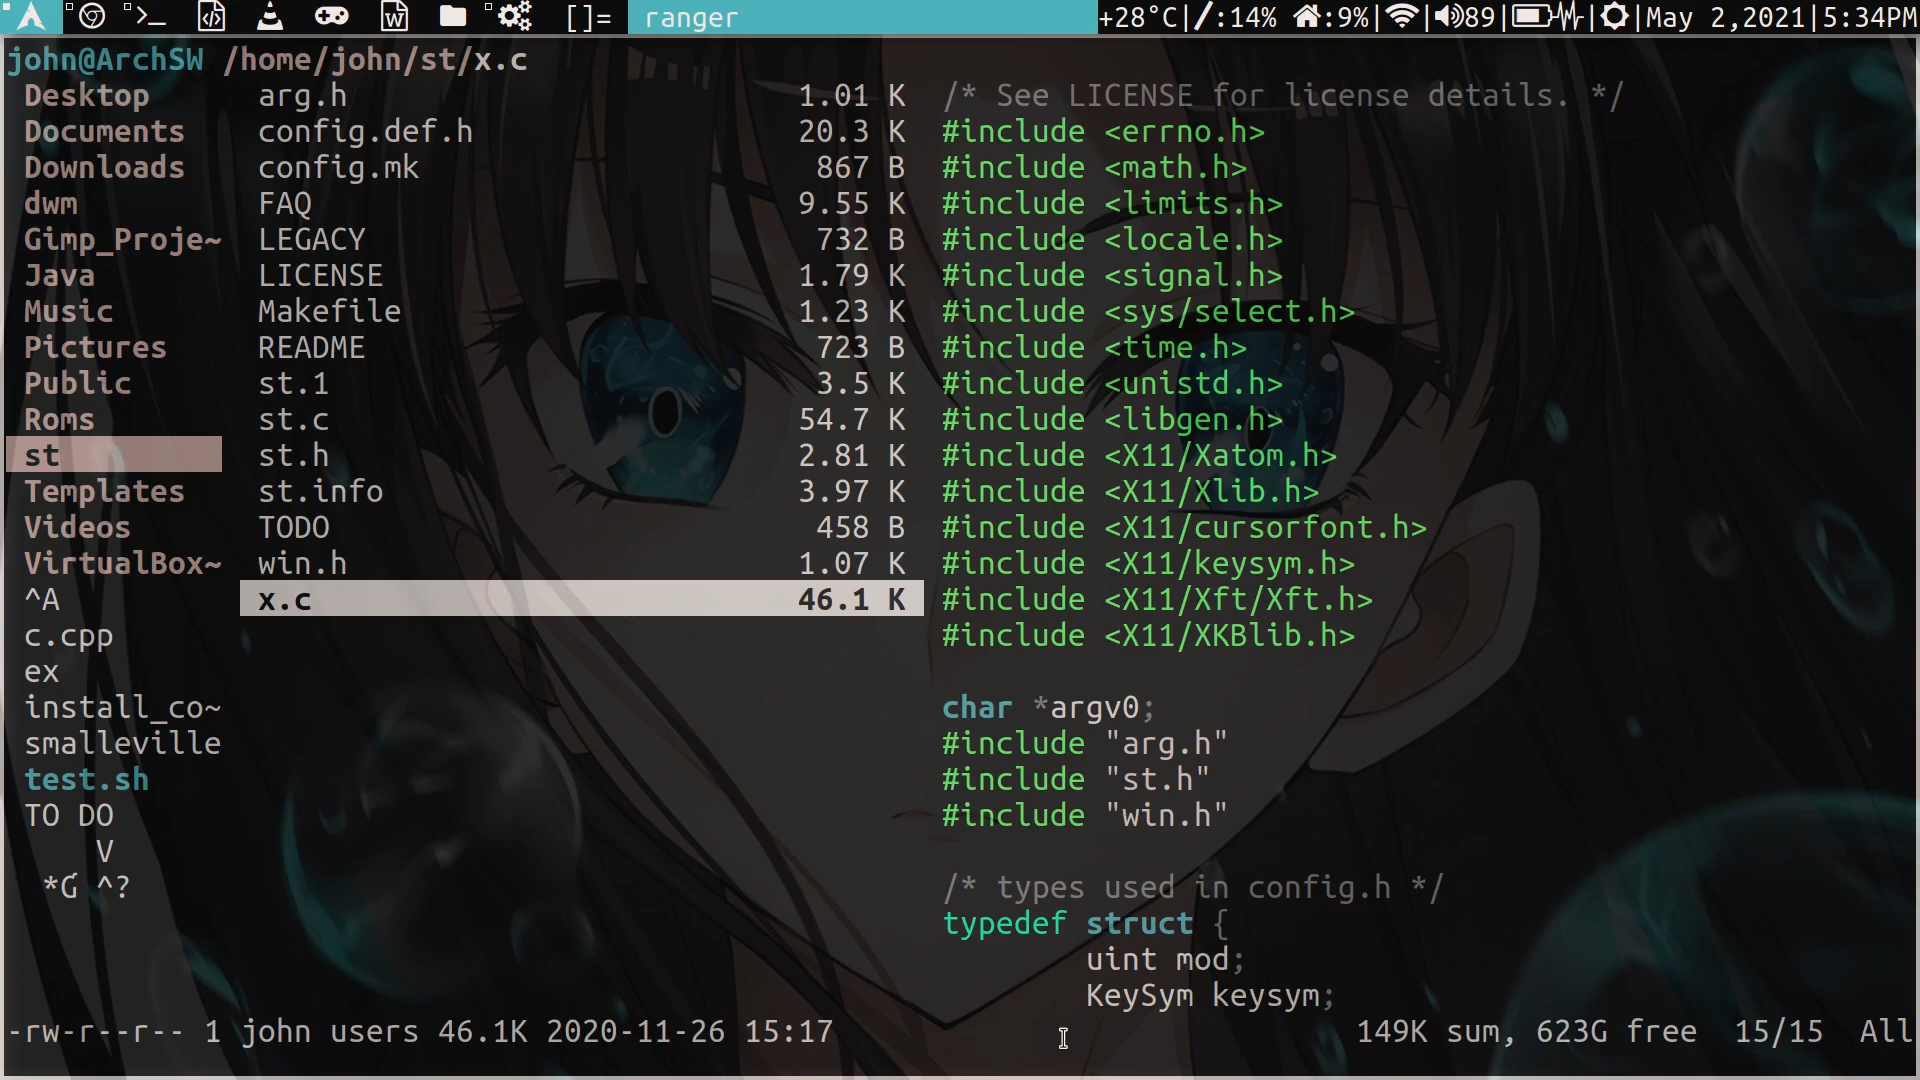 []= ranger +28°C|/:14% :9%| | 89| | |May 2,2021|5:34PM
john@ArchSW /home/john/st/x.c
Desktop arg.h 1.01 K /* See LICENSE for license details. */
Documents config.def.h 20.3 K #include <errno.h>
Downloads config.mk 867 B #include <math.h>
dwm FAQ 9.55 K #include <limits.h>
Gimp_Proje~ LEGACY 732 B #include <locale.h>
Java LICENSE 1.79 K #include <signal.h>
Music Makefile 1.23 K #include <sys/select.h>
Pictures README 723 B #include <time.h>
Public st.1 3.5 K #include <unistd.h>
Roms st.c 54.7 K #include <libgen.h>
st st.h 2.81 K #include <X11/Xatom.h>
Templates st.info 3.97 K #include <X11/Xlib.h>
Videos TODO 458 B #include <X11/cursorfont.h>
VirtualBox~ win.h 1.07 K #include <X11/keysym.h>
^A x.c 46.1 K #include <X11/Xft/Xft.h>
c.cpp #include <X11/XKBlib.h>
ex
install_co~ char *argv0;
smalleville #include "arg.h"
test.sh #include "st.h"
TO DO #include "win.h"
V
*Ɠ ^? /* types used in config.h */
typedef struct {
uint mod;
KeySym keysym;
-rw-r--r-- 1 john users 46.1K 2020-11-26 15:17 149K sum, 623G free 15/15 All